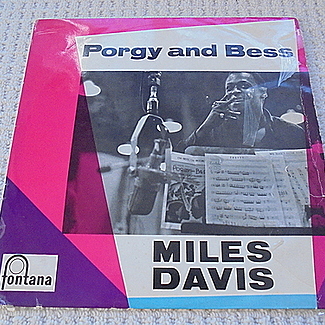 Porgy and Bess
MILES
DAVIS
fontana